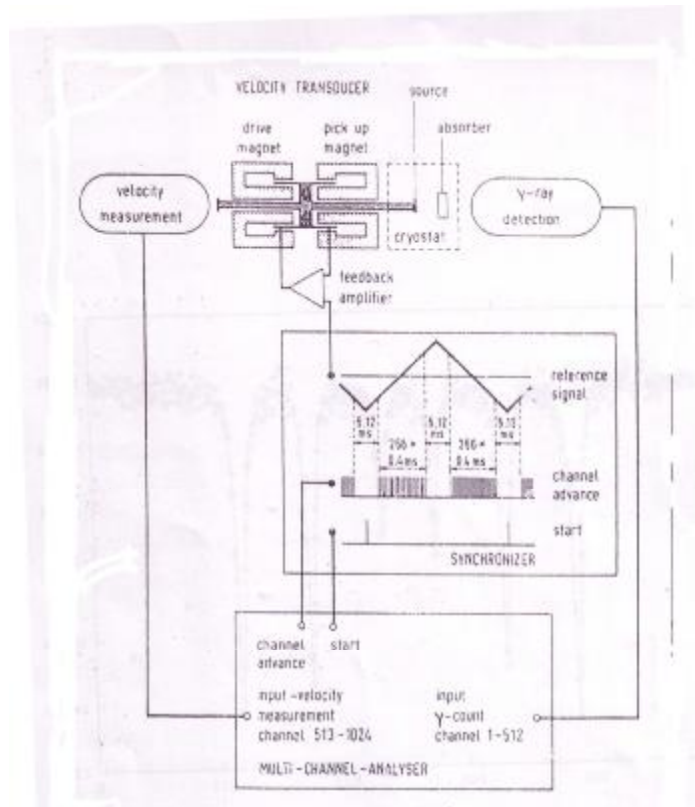 VELOCITY TRANSDUCER
source
drive
magnet
pick up
magnet
absorber
velocity
measurement
γ-ray
detection
cryostat
feedback
amplifier
reference
signal
5,12
ms
5,12
ms
5,12
ms
256 ×
0.4 ms
256 ×
0.4 ms
channel
advance
start
SYNCHRONIZER
channel
advance
start
input -velocity
measurement
channel 513 -1024
input
γ-count
channel 1-512
MULTI - CHANNEL - ANALYSER